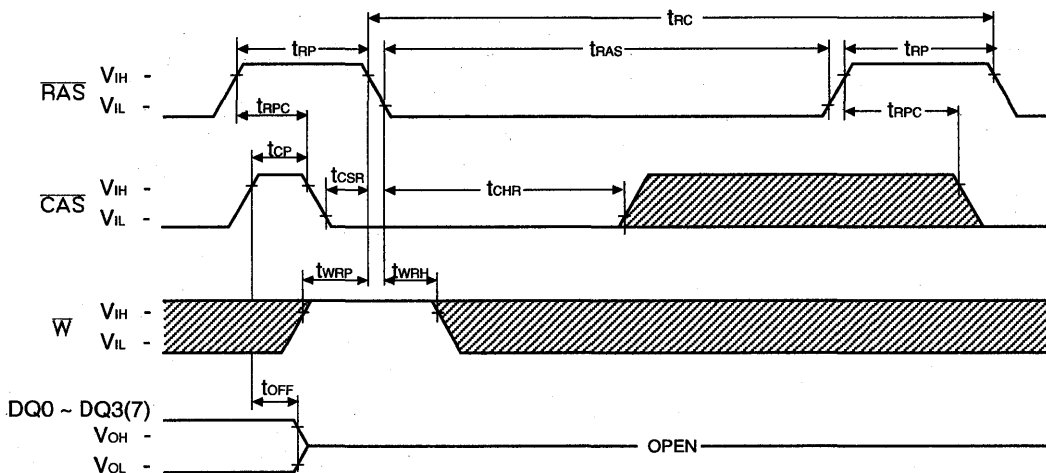 tRC
tRP tRAS tRP
RAS VIH -
VIL -
tRPC tRPC
tCP tCSR tCHR
CAS VIH -
VIL -
tWRP tWRH
W VIH -
VIL -
tOFF
DQ0 ~ DQ3(7)
VOH -
VOL -
OPEN